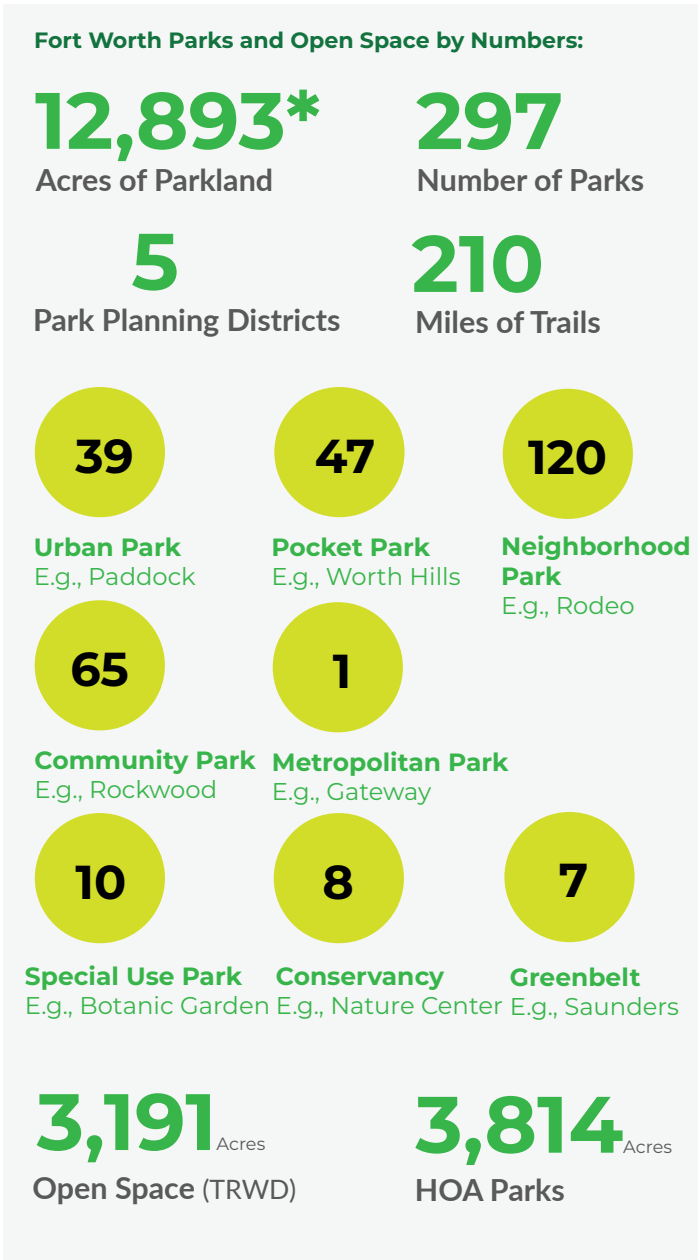 Fort Worth Parks and Open Space by Numbers:
12,893*
Acres of Parkland
297
Number of Parks
5
Park Planning Districts
210
Miles of Trails
39
Urban Park
E.g., Paddock
47
Pocket Park
E.g., Worth Hills
120
Neighborhood
Park
E.g., Rodeo
65
Community Park
E.g., Rockwood
1
Metropolitan Park
E.g., Gateway
10
Special Use Park
E.g., Botanic Garden
8
Conservancy
E.g., Nature Center
7
Greenbelt
E.g., Saunders
3,191 Acres
Open Space (TRWD)
3,814 Acres
HOA Parks